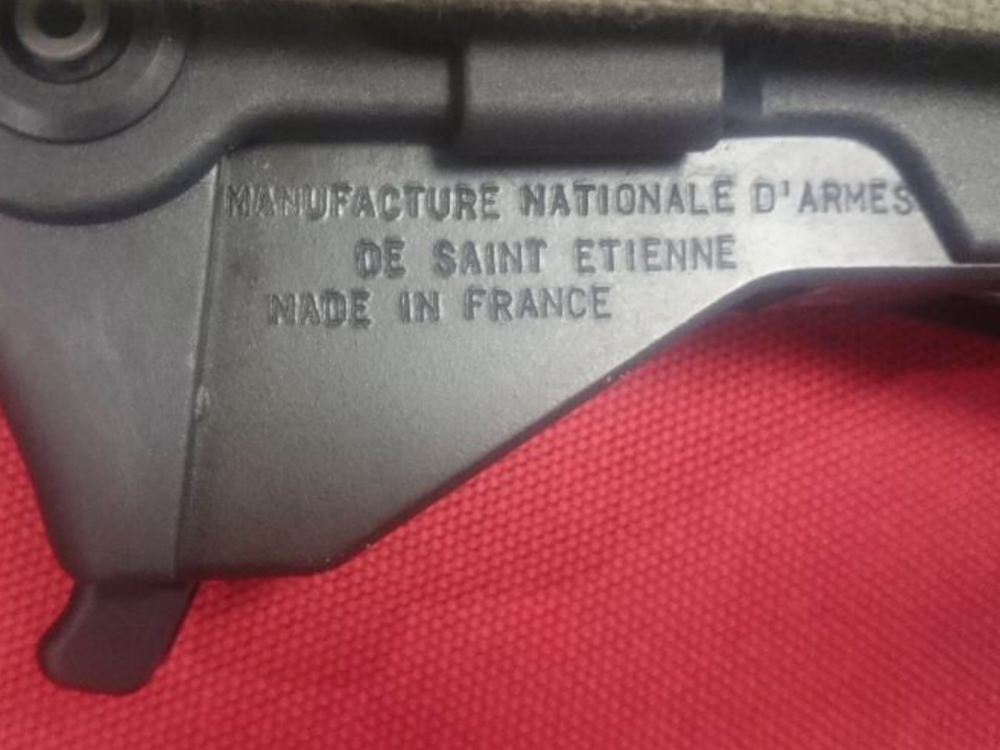 MANUFACTURE NATIONALE D'ARMES
DE SAINT ETIENNE
MADE IN FRANCE